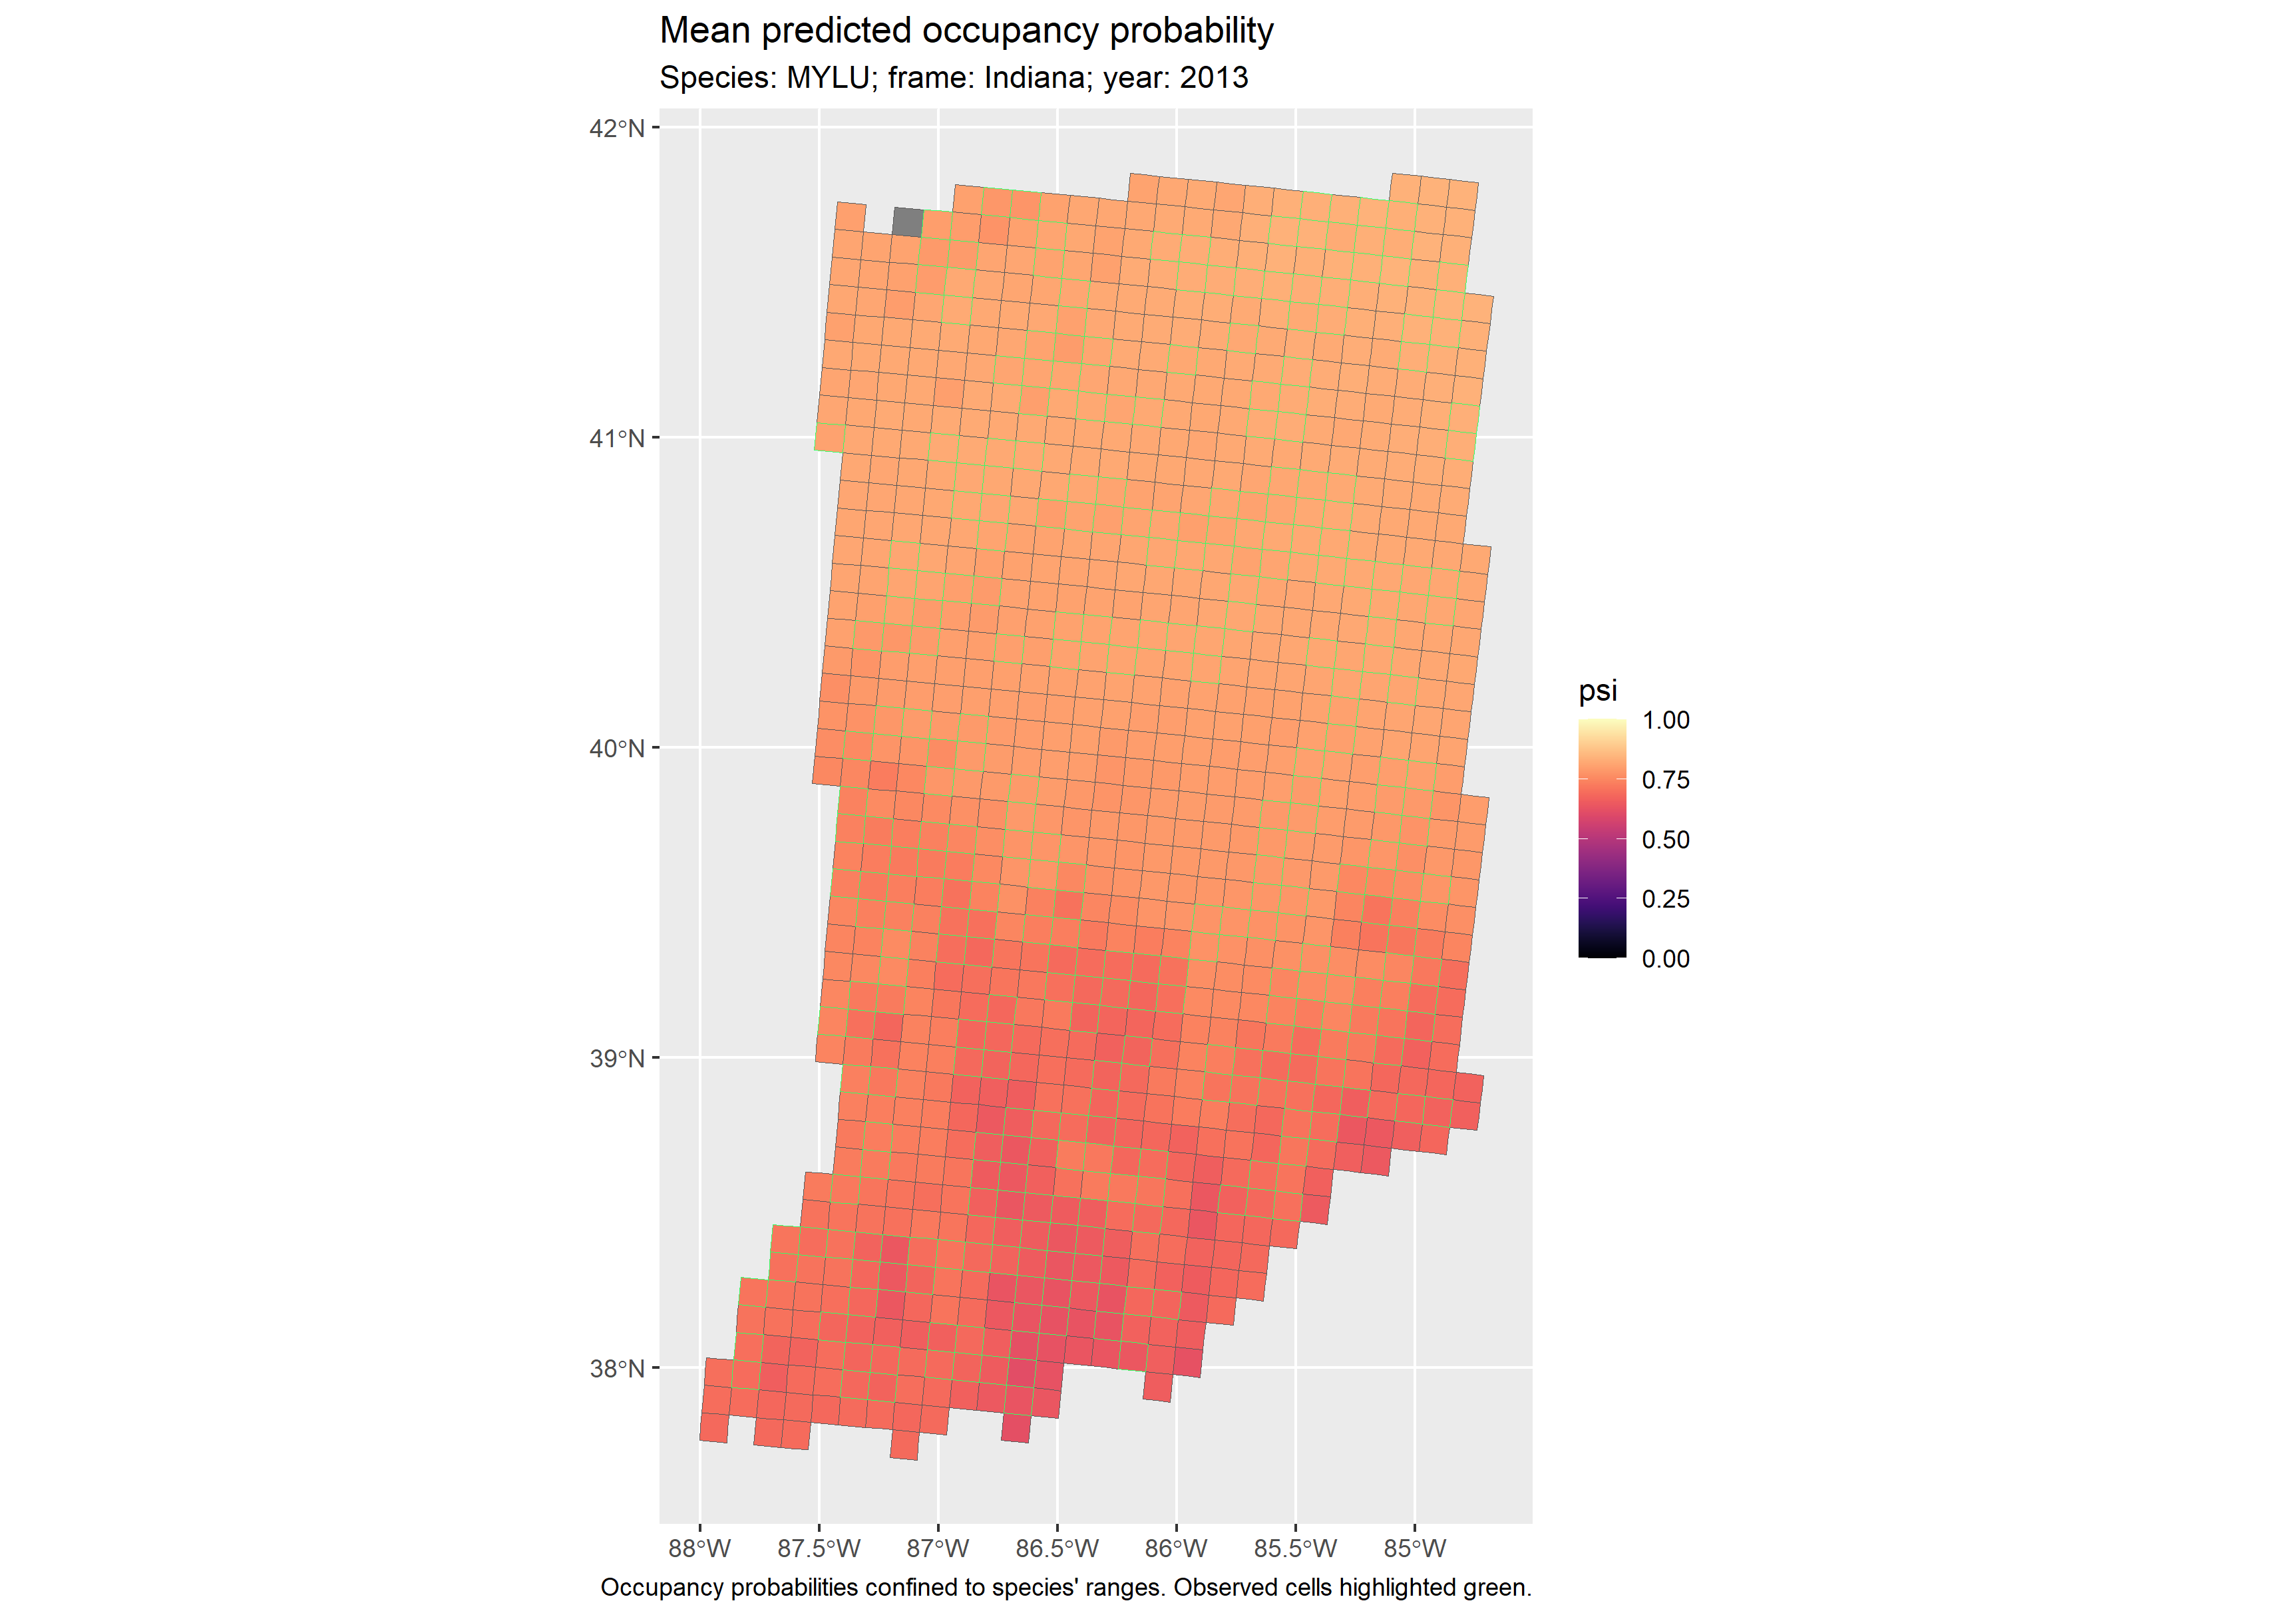 Mean predicted occupancy probability
Species: MYLU; frame: Indiana; year: 2013
42°N
41°N
40°N
39°N
38°N
88°W 87.5°W 87°W 86.5°W 86°W 85.5°W 85°W
psi
1.00
0.75
0.50
0.25
0.00
Occupancy probabilities confined to species' ranges. Observed cells highlighted green.